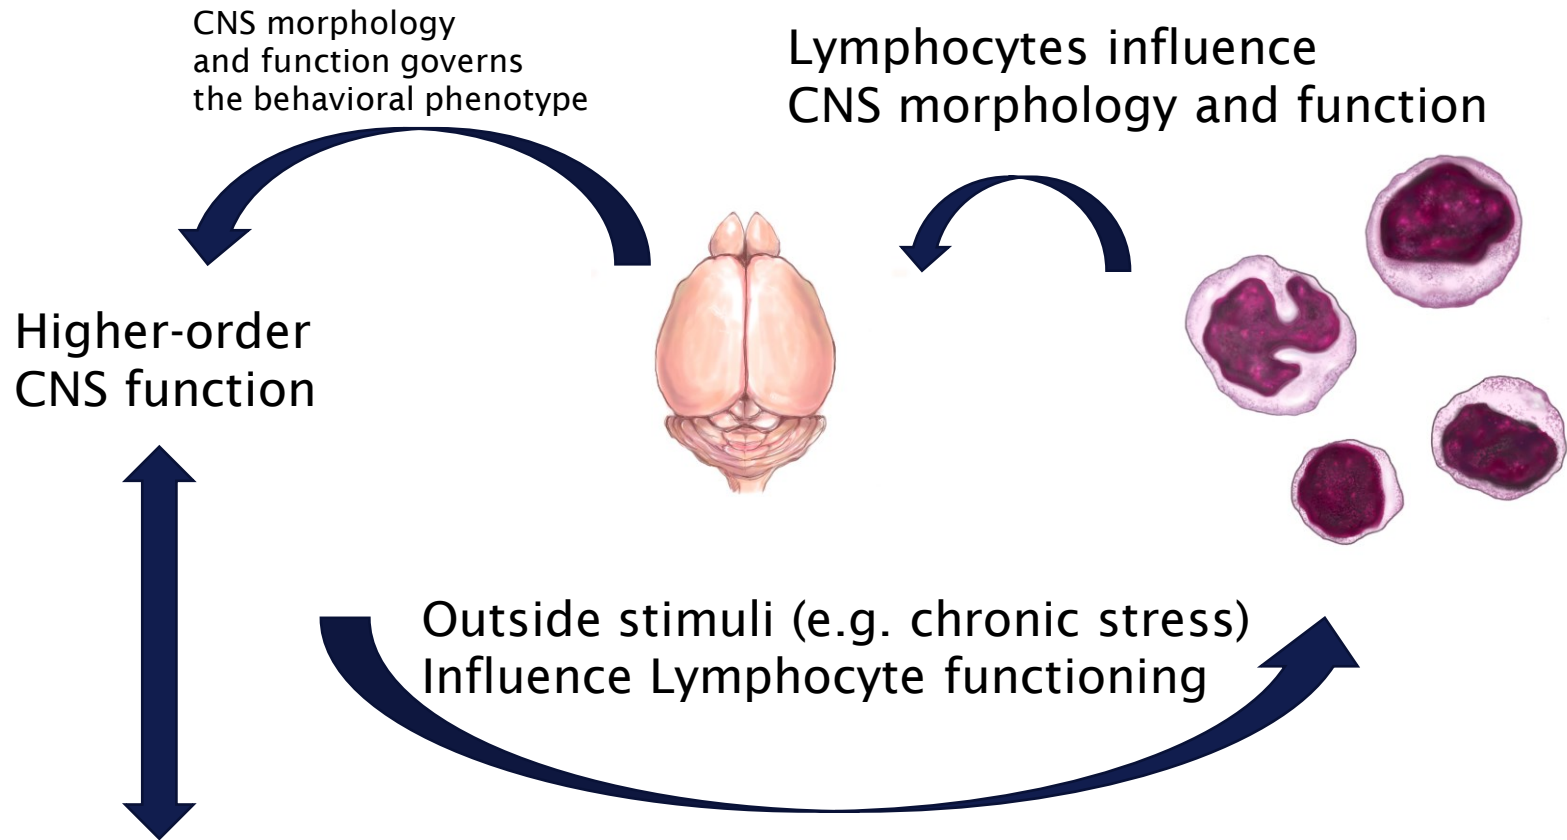 CNS morphology
and function governs
the behavioral phenotype
Lymphocytes influence
CNS morphology and function
Higher-order
CNS function
Outside stimuli (e.g. chronic stress)
Influence Lymphocyte functioning